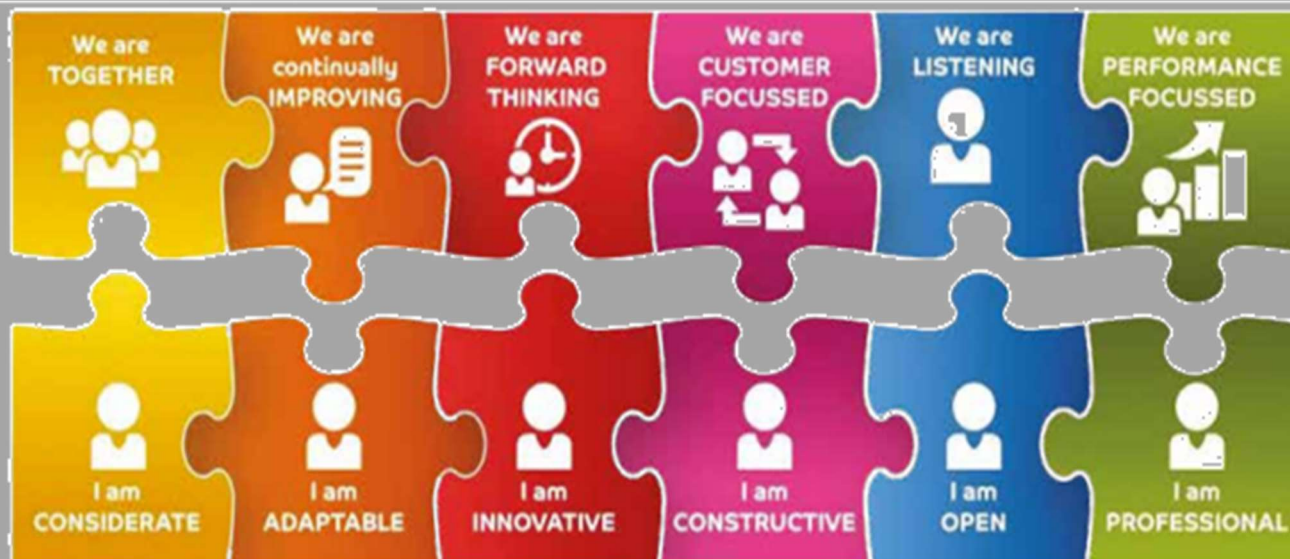 We are
TOGETHER
We are
continually
IMPROVING
We are
FORWARD
THINKING
We are
CUSTOMER
FOCUSSED
We are
LISTENING
We are
PERFORMANCE
FOCUSSED
I am
CONSIDERATE
I am
ADAPTABLE
I am
INNOVATIVE
I am
CONSTRUCTIVE
I am
OPEN
I am
PROFESSIONAL